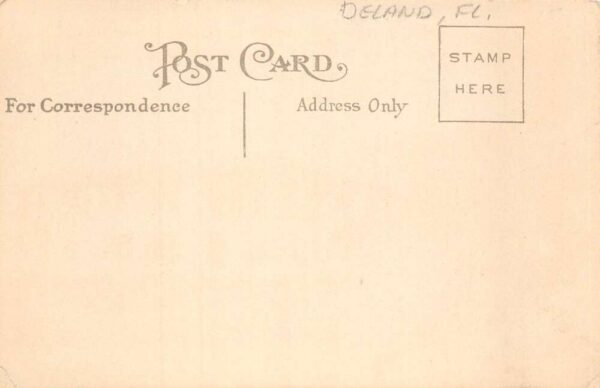 DELAND, FL.
POST CARD.
STAMP
HERE
For Correspondence
Address Only